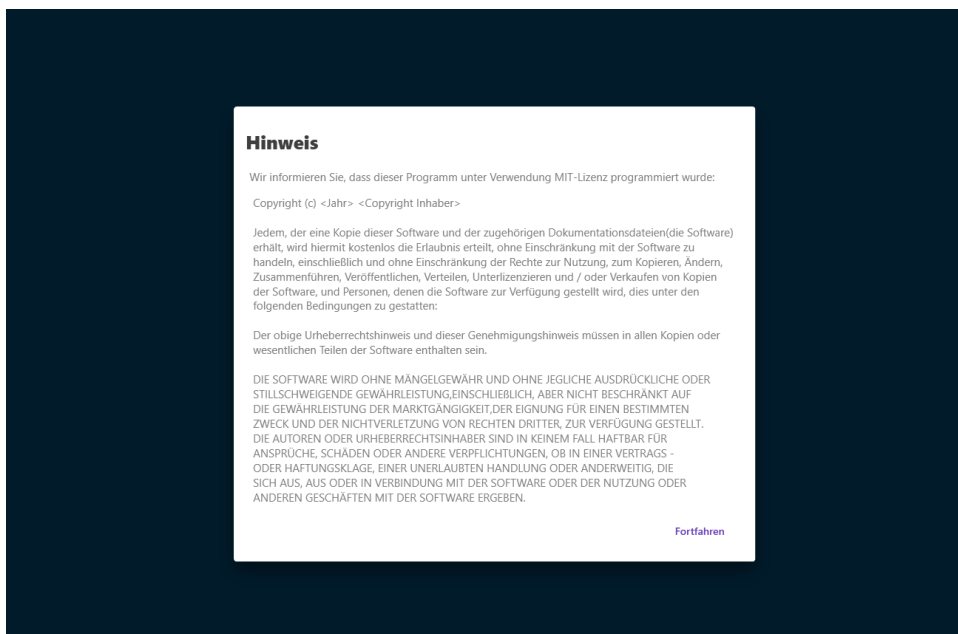 Hinweis
Wir informieren Sie, dass dieser Programm unter Verwendung MIT-Lizenz programmiert wurde:
Copyright (c) <Jahr> <Copyright Inhaber>
Jedem, der eine Kopie dieser Software und der zugehörigen Dokumentationsdateien(die Software)
erhält, wird hiermit kostenlos die Erlaubnis erteilt, ohne Einschränkung mit der Software zu
handeln, einschließlich und ohne Einschränkung der Rechte zur Nutzung, zum Kopieren, Ändern,
Zusammenführen, Veröffentlichen, Verteilen, Unterlizenzieren und / oder Verkaufen von Kopien
der Software, und Personen, denen die Software zur Verfügung gestellt wird, dies unter den
folgenden Bedingungen zu gestatten:
Der obige Urheberrechtshinweis und dieser Genehmigungshinweis müssen in allen Kopien oder
wesentlichen Teilen der Software enthalten sein.
DIE SOFTWARE WIRD OHNE MÄNGELGEWÄHR UND OHNE JEGLICHE AUSDRÜCKLICHE ODER
STILLSCHWEIGENDE GEWÄHRLEISTUNG,EINSCHLIEßLICH, ABER NICHT BESCHRÄNKT AUF
DIE GEWÄHRLEISTUNG DER MARKTGÄNGIGKEIT,DER EIGNUNG FÜR EINEN BESTIMMTEN
ZWECK UND DER NICHTVERLETZUNG VON RECHTEN DRITTER, ZUR VERFÜGUNG GESTELLT.
DIE AUTOREN ODER URHEBERRECHTSINHABER SIND IN KEINEM FALL HAFTBAR FÜR
ANSPRÜCHE, SCHÄDEN ODER ANDERE VERPFLICHTUNGEN, OB IN EINER VERTRAGS -
ODER HAFTUNGSKLAGE, EINER UNERLAUBTEN HANDLUNG ODER ANDERWEITIG, DIE
SICH AUS, AUS ODER IN VERBINDUNG MIT DER SOFTWARE ODER DER NUTZUNG ODER
ANDEREN GESCHÄFTEN MIT DER SOFTWARE ERGEBEN.
Fortfahren